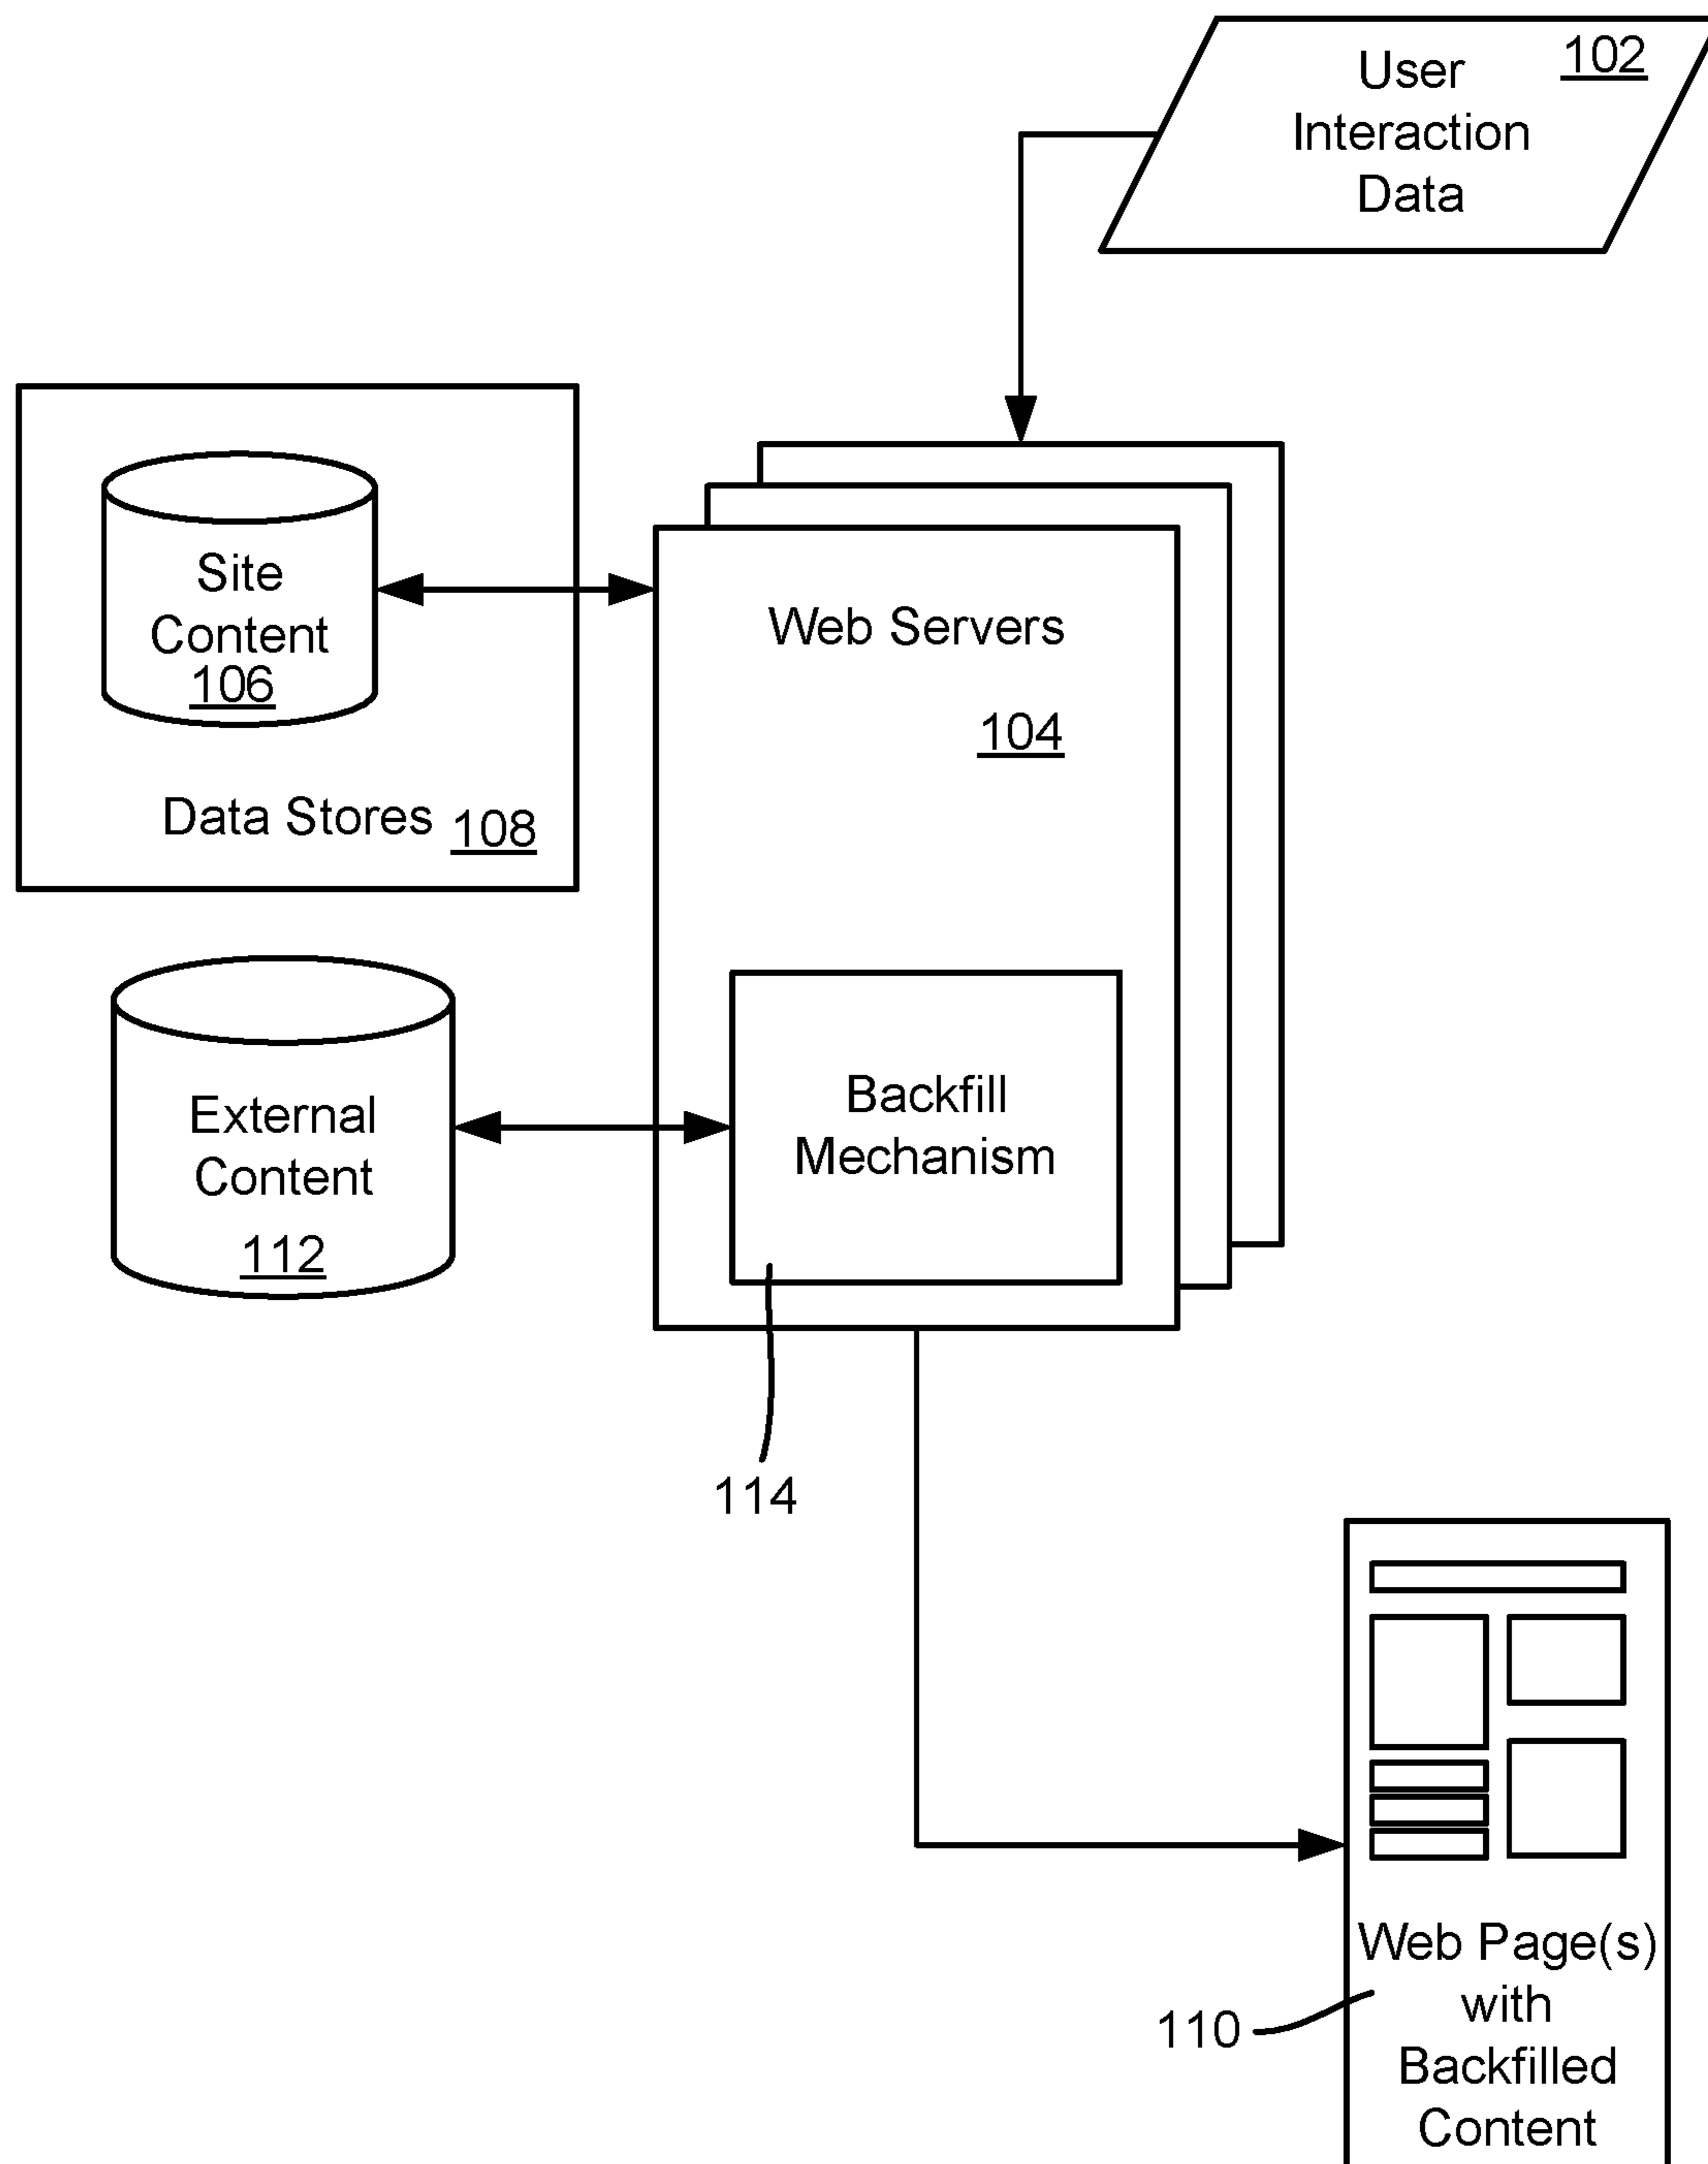 User
102
Interaction
Data
Site
Content
106
Data Stores 108
Web Servers
104
External
Content
112
Backfill
Mechanism
114
Web Page(s)
with
110
Backfilled
Content